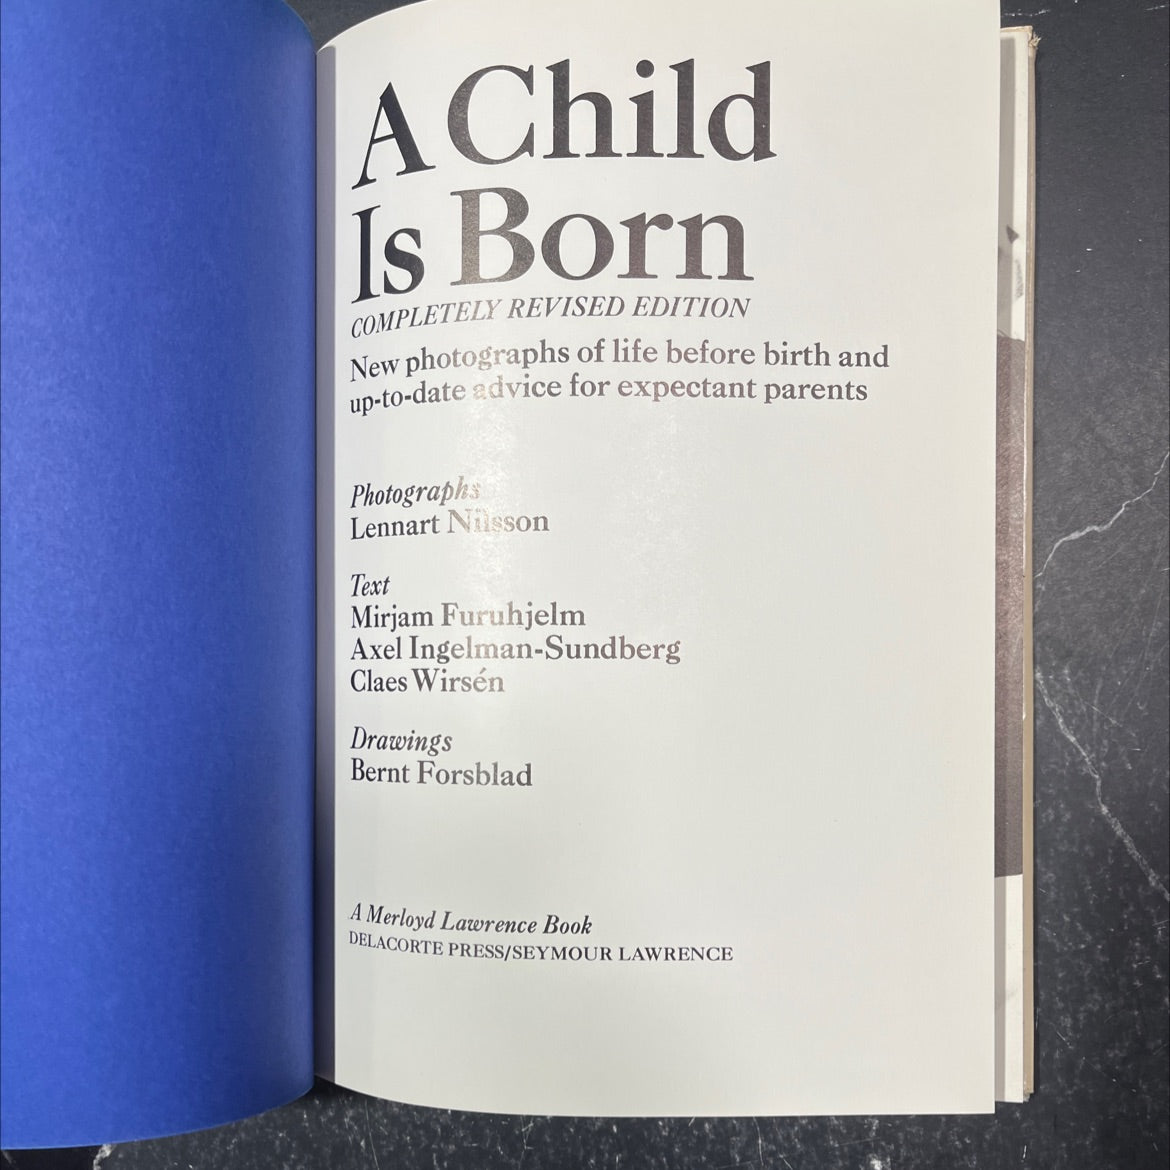 A Child
Is Born
COMPLETELY REVISED EDITION
New photographs of life before birth and
up-to-date advice for expectant parents
Photographs
Lennart Nilsson
Text
Mirjam Furuhjelm
Axel Ingelman-Sundberg
Claes Wirsén
Drawings
Bernt Forsblad
A Merloyd Lawrence Book
DELACORTE PRESS/SEYMOUR LAWRENCE